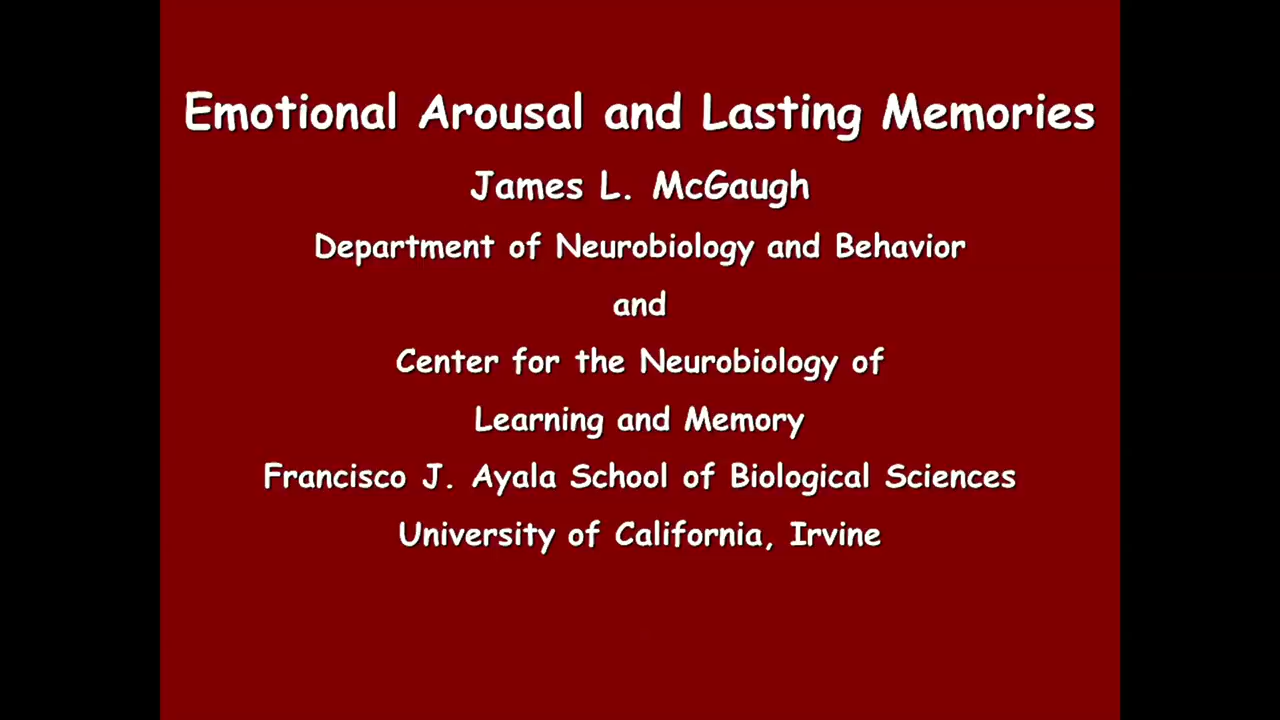 Emotional Arousal and Lasting Memories
James L. McGaugh
Department of Neurobiology and Behavior
and
Center for the Neurobiology of
Learning and Memory
Francisco J. Ayala School of Biological Sciences
University of California, Irvine